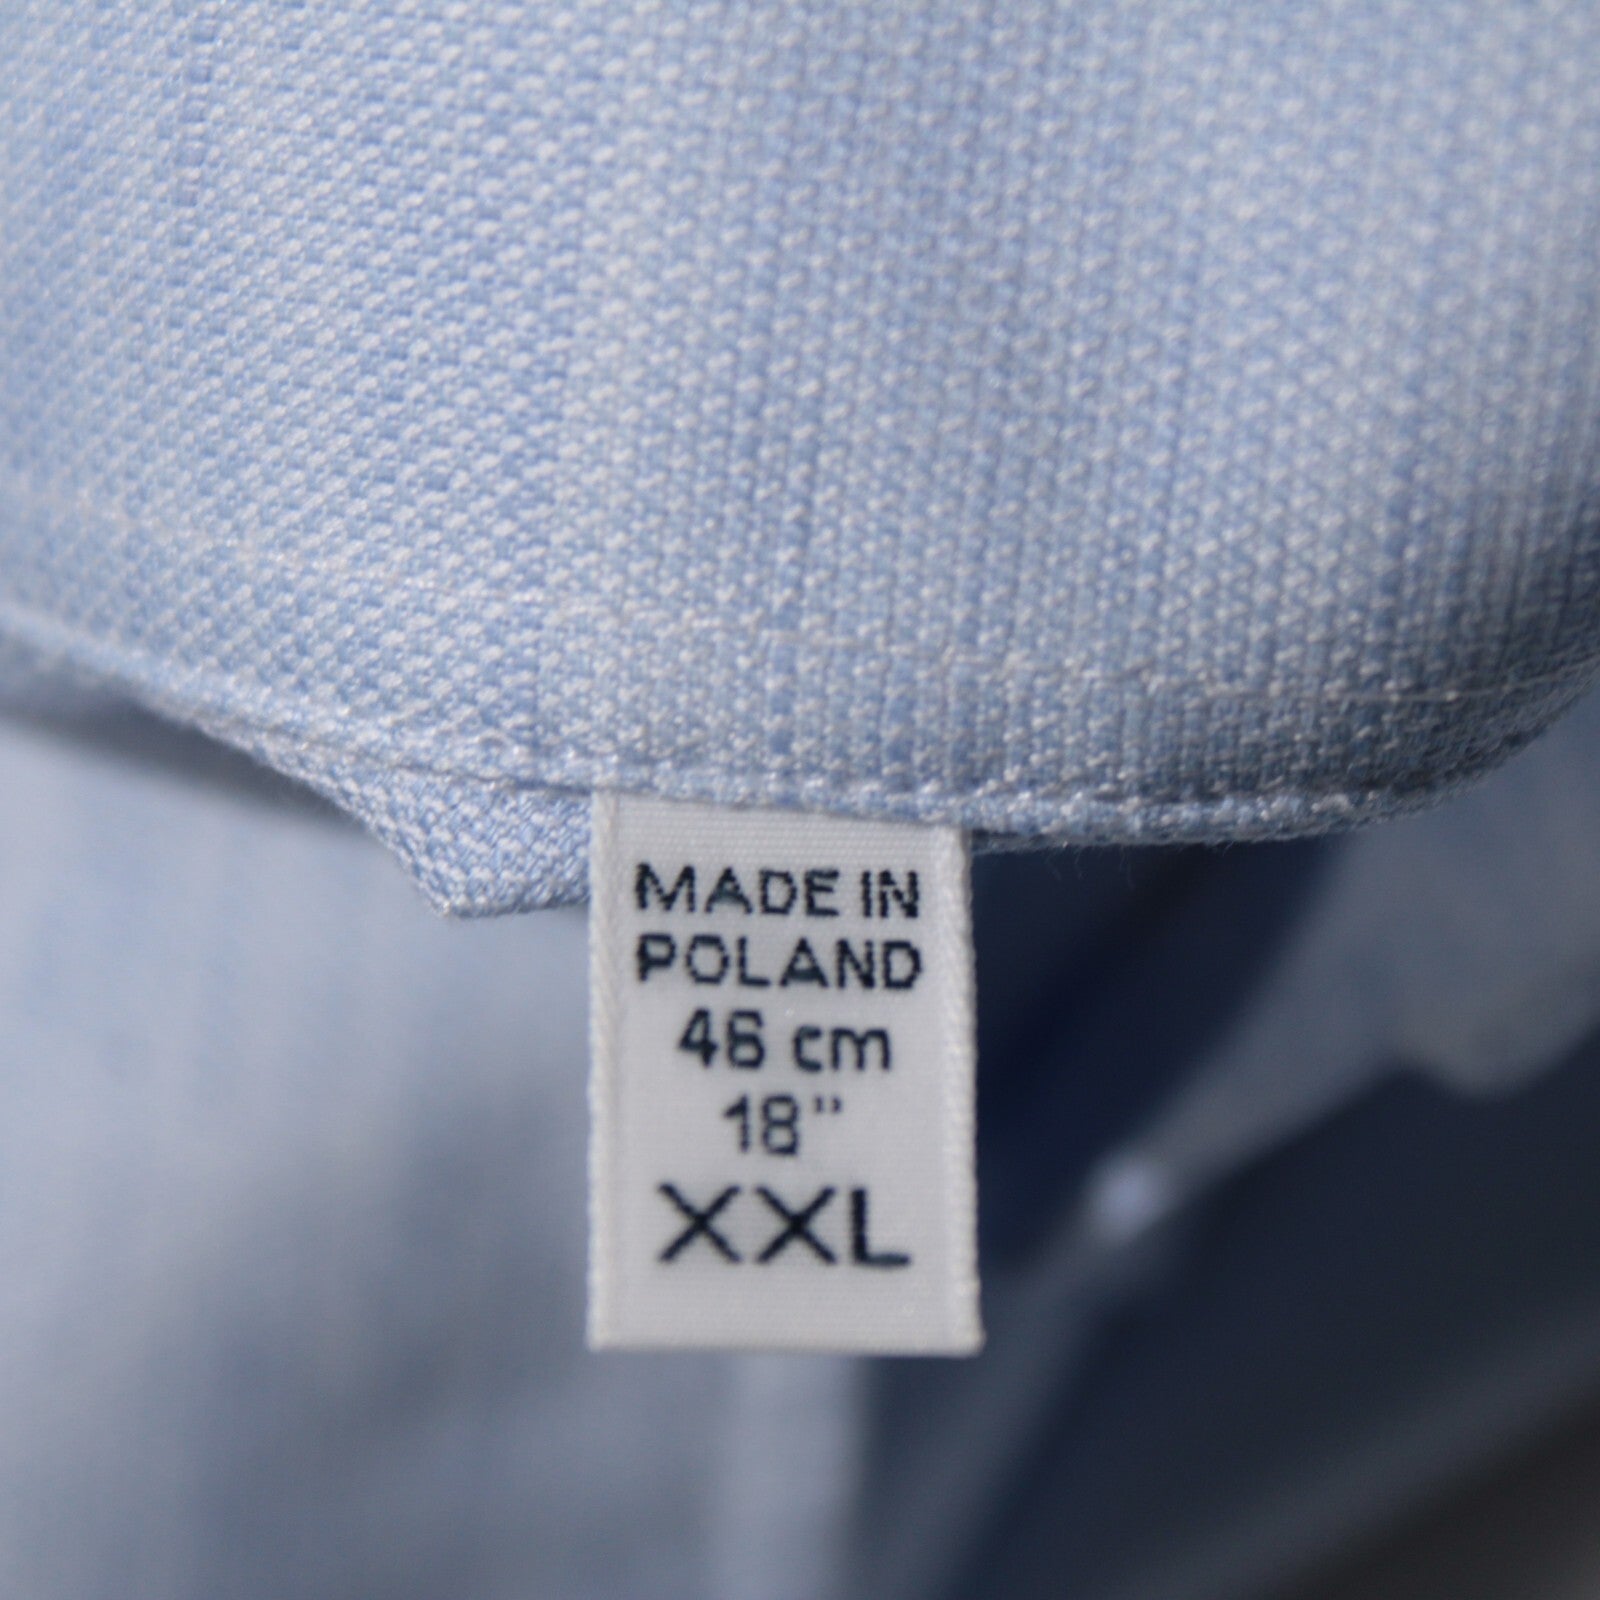 MADE IN
POLAND
46 cm
18”
XXL